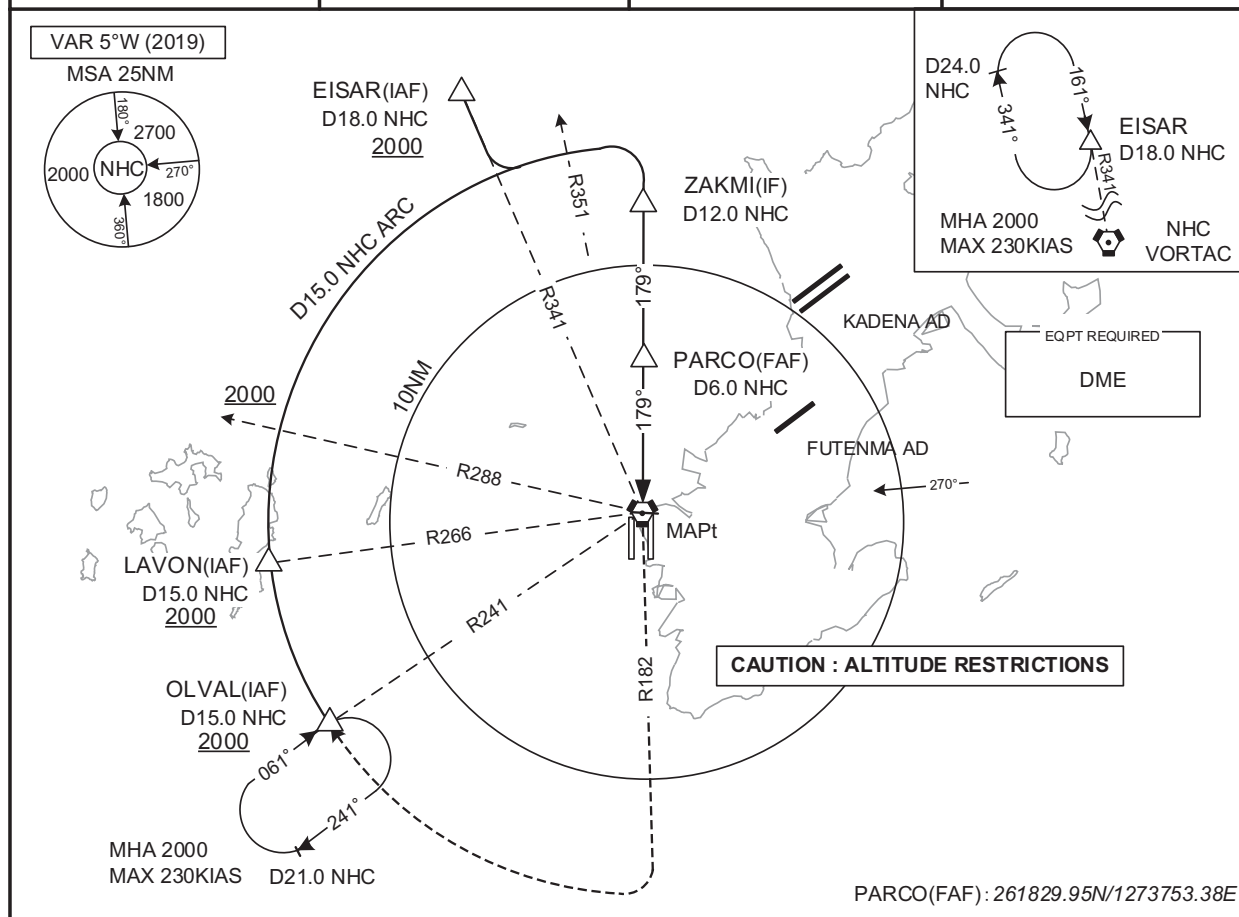 VAR 5°W (2019)
MSA 25NM
180°
2700
NHC
2000
270°
1800
360°
EISAR(IAF)
D18.0 NHC
2000
R351
D15.0 NHC ARC
R341
ZAKMI(IF)
D12.0 NHC
179°
D24.0
NHC
161°
341°
EISAR
D18.0 NHC
R341
MHA 2000
MAX 230KIAS
NHC
VORTAC
KADENA AD
EQPT REQUIRED
DME
10NM
PARCO(FAF)
D6.0 NHC
179°
2000
FUTENMA AD
R288
270°
MAPt
R266
LAVON(IAF)
D15.0 NHC
2000
R241
R182
CAUTION : ALTITUDE RESTRICTIONS
OLVAL(IAF)
D15.0 NHC
2000
061°
241°
MHA 2000
MAX 230KIAS
D21.0 NHC
PARCO(FAF): 261829.95N/1273753.38E